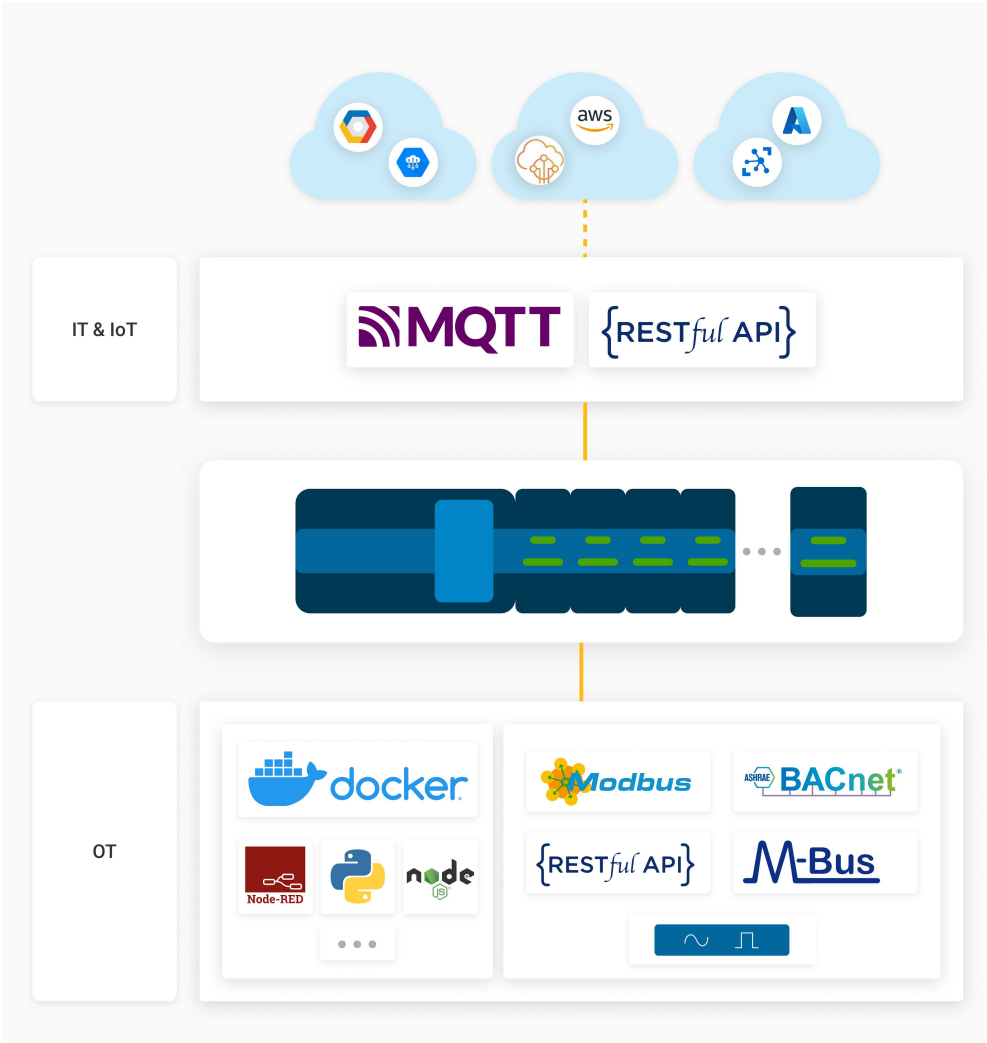 aws
IT & IoT
MQTT
{RESTful API}
docker
Modbus
ASHRAE BACnet®
OT
{RESTful API}
M-Bus
Node-RED
node
JS